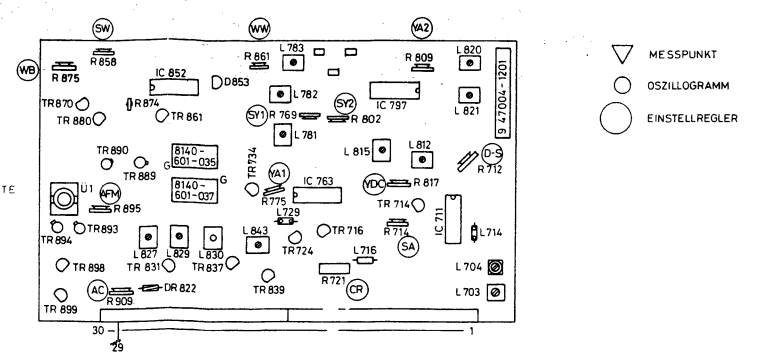 SW
WW
YA2
WB
R 858
R 875
R 861
L 783
R 809
L 820
IC 852
D853
L 782
IC 797
L 821
9 47004-1201
TR 870
R 874
TR 861
TR 880
SY1
R 769
SY2
R 802
L 781
L 815
L 812
D-S
R 712
TR 890
TR 889
8140-
601-035
G
8140-
601-037
G
TR 734
YA1
R 775
IC 763
YDC
R 817
TR 714
IC 711
TE
Ü1
AFM
R 895
TR 894
TR 893
L 827
L 829
L 830
L 843
L729
TR 724
TR 716
R 714
SA
L 714
TR 898
TR 831
TR 837
TR 839
L 716
R 721
CR
L 704
L 703
AC
R 909
DR 822
TR 899
30
29
1
MESSPUNKT
OSZILLOGRAMM
EINSTELLREGLER